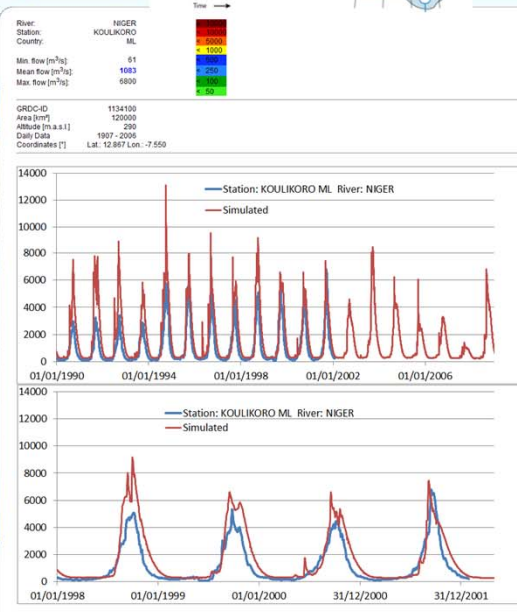 Time
River: NIGER
Station: KOULIKORO
Country: ML
Min. flow [m³/s]: 61
Mean flow [m³/s]: 1083
Max. flow [m³/s]: 6800
< 5000
< 1000
< 500
< 250
< 100
< 50
GRDC-ID 1134100
Area [km²] 120000
Altitude [m.a.s.l.] 290
Daily Data 1907 - 2006
Coordinates [°] Lat.: 12.867 Lon.: -7.550
14000
12000
10000
8000
6000
4000
2000
0
Station: KOULIKORO ML River: NIGER
Simulated
01/01/1990 01/01/1994 01/01/1998 01/01/2002 01/01/2006
14000
12000
10000
8000
6000
4000
2000
0
Station: KOULIKORO ML River: NIGER
Simulated
01/01/1998 01/01/1999 01/01/2000 31/12/2000 31/12/2001